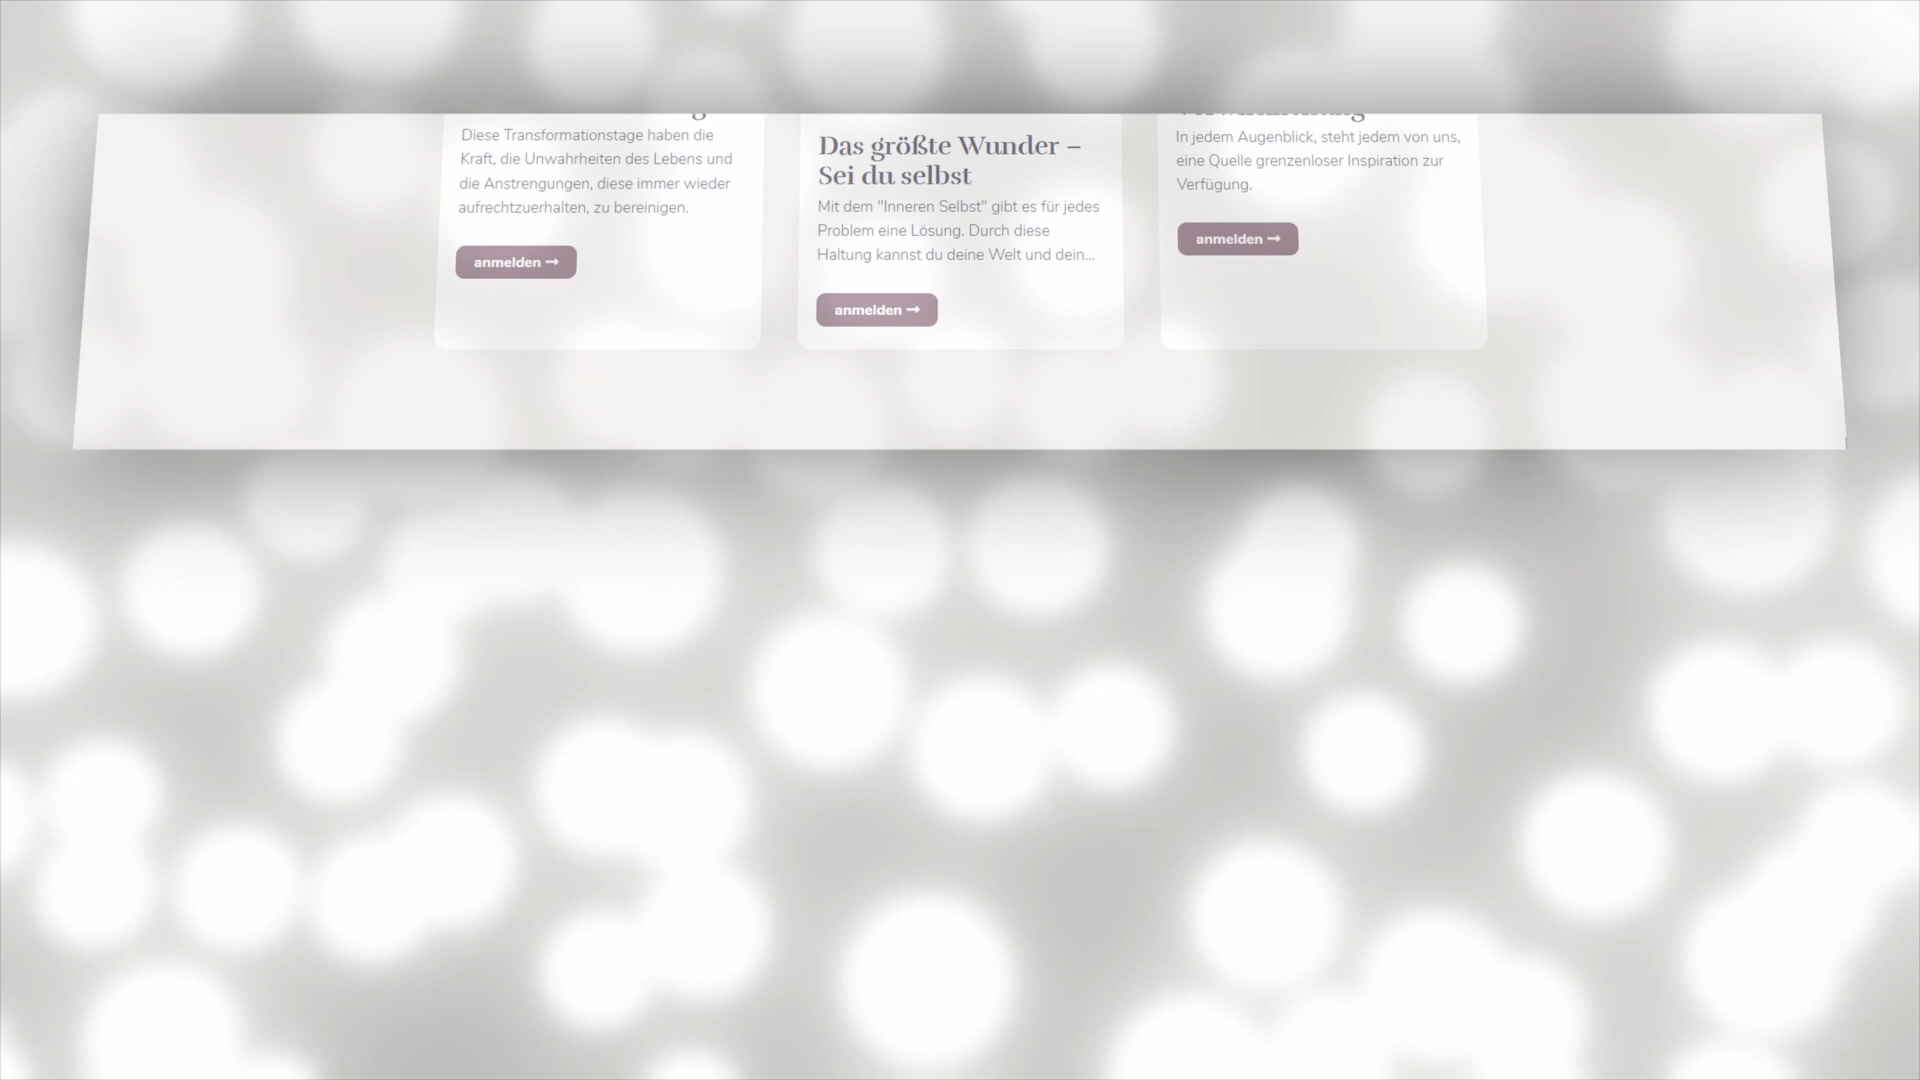 Diese Transformationstage haben die
Kraft, die Unwahrheiten des Lebens und
die Anstrengungen, diese immer wieder
aufrechtzuerhalten, zu bereinigen.
anmelden →
Das größte Wunder –
Sei du selbst
Mit dem "Inneren Selbst" gibt es für jedes
Problem eine Lösung. Durch diese
Haltung kannst du deine Welt und dein...
anmelden →
In jedem Augenblick, steht jedem von uns,
eine Quelle grenzenloser Inspiration zur
Verfügung.
anmelden →